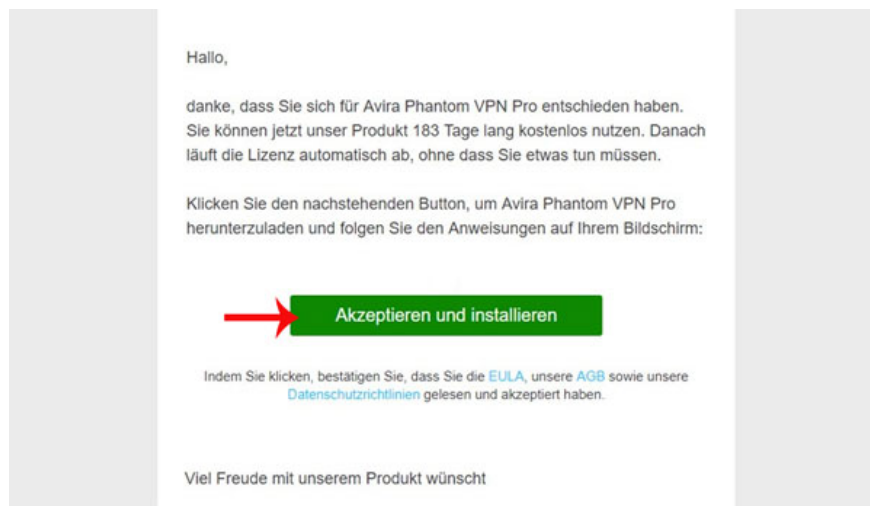 Hallo,
danke, dass Sie sich für Avira Phantom VPN Pro entschieden haben.
Sie können jetzt unser Produkt 183 Tage lang kostenlos nutzen. Danach
läuft die Lizenz automatisch ab, ohne dass Sie etwas tun müssen.
Klicken Sie den nachstehenden Button, um Avira Phantom VPN Pro
herunterzuladen und folgen Sie den Anweisungen auf Ihrem Bildschirm:
Akzeptieren und installieren
Indem Sie klicken, bestätigen Sie, dass Sie die EULA, unsere AGB sowie unsere
Datenschutzrichtlinien gelesen und akzeptiert haben.
Viel Freude mit unserem Produkt wünscht